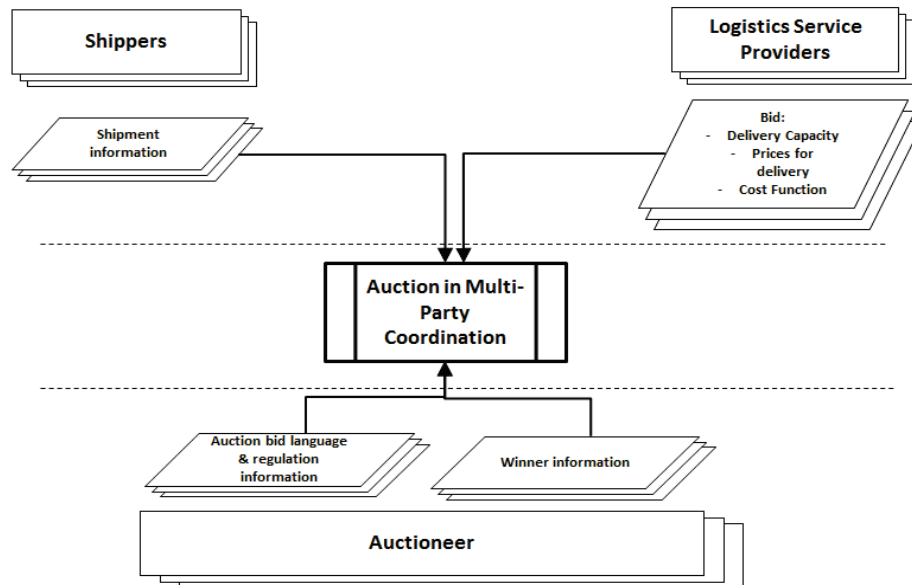 Shippers
Logistics Service
Providers
Shipment
information
Bid:
- Delivery Capacity
- Prices for
delivery
- Cost Function
Auction in Multi-
Party
Coordination
Auction bid language
& regulation
information
Winner information
Auctioneer